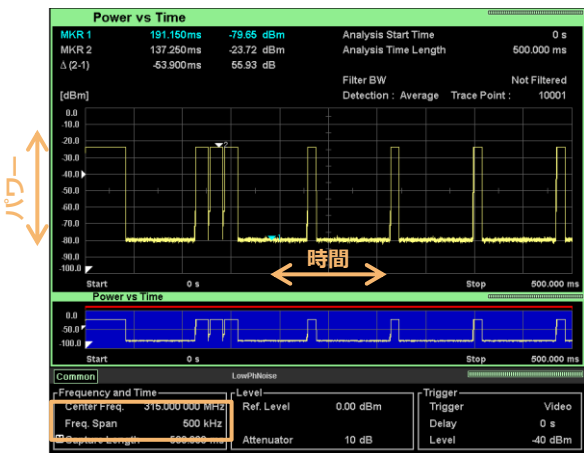 Power vs Time
MKR 1 191.150ms -79.65 dBm Analysis Start Time 0 s
MKR 2 137.250ms -23.72 dBm Analysis Time Length 500.000 ms
Δ (2-1) -53.900ms 55.93 dB
Filter BW Not Filtered
[dBm] Detection : Average Trace Point : 10001
0.0
-10.0
-20.0
-30.0
-40.0
-50.0
-60.0
-70.0
-80.0
-90.0
-100.0
2
パワー
時間
Start 0 s Stop 500.000 ms
Power vs Time
0.0
-50.0
-100.0
Start 0 s Stop 500.000 ms
Common LowPhNoise
Frequency and Time Level Trigger
Center Freq. 315.000 000 MHz Ref. Level 0.00 dBm Trigger Video
Freq. Span 500 kHz Delay 0 s
Capture Length 500.000 ms Attenuator 10 dB Level -40 dBm